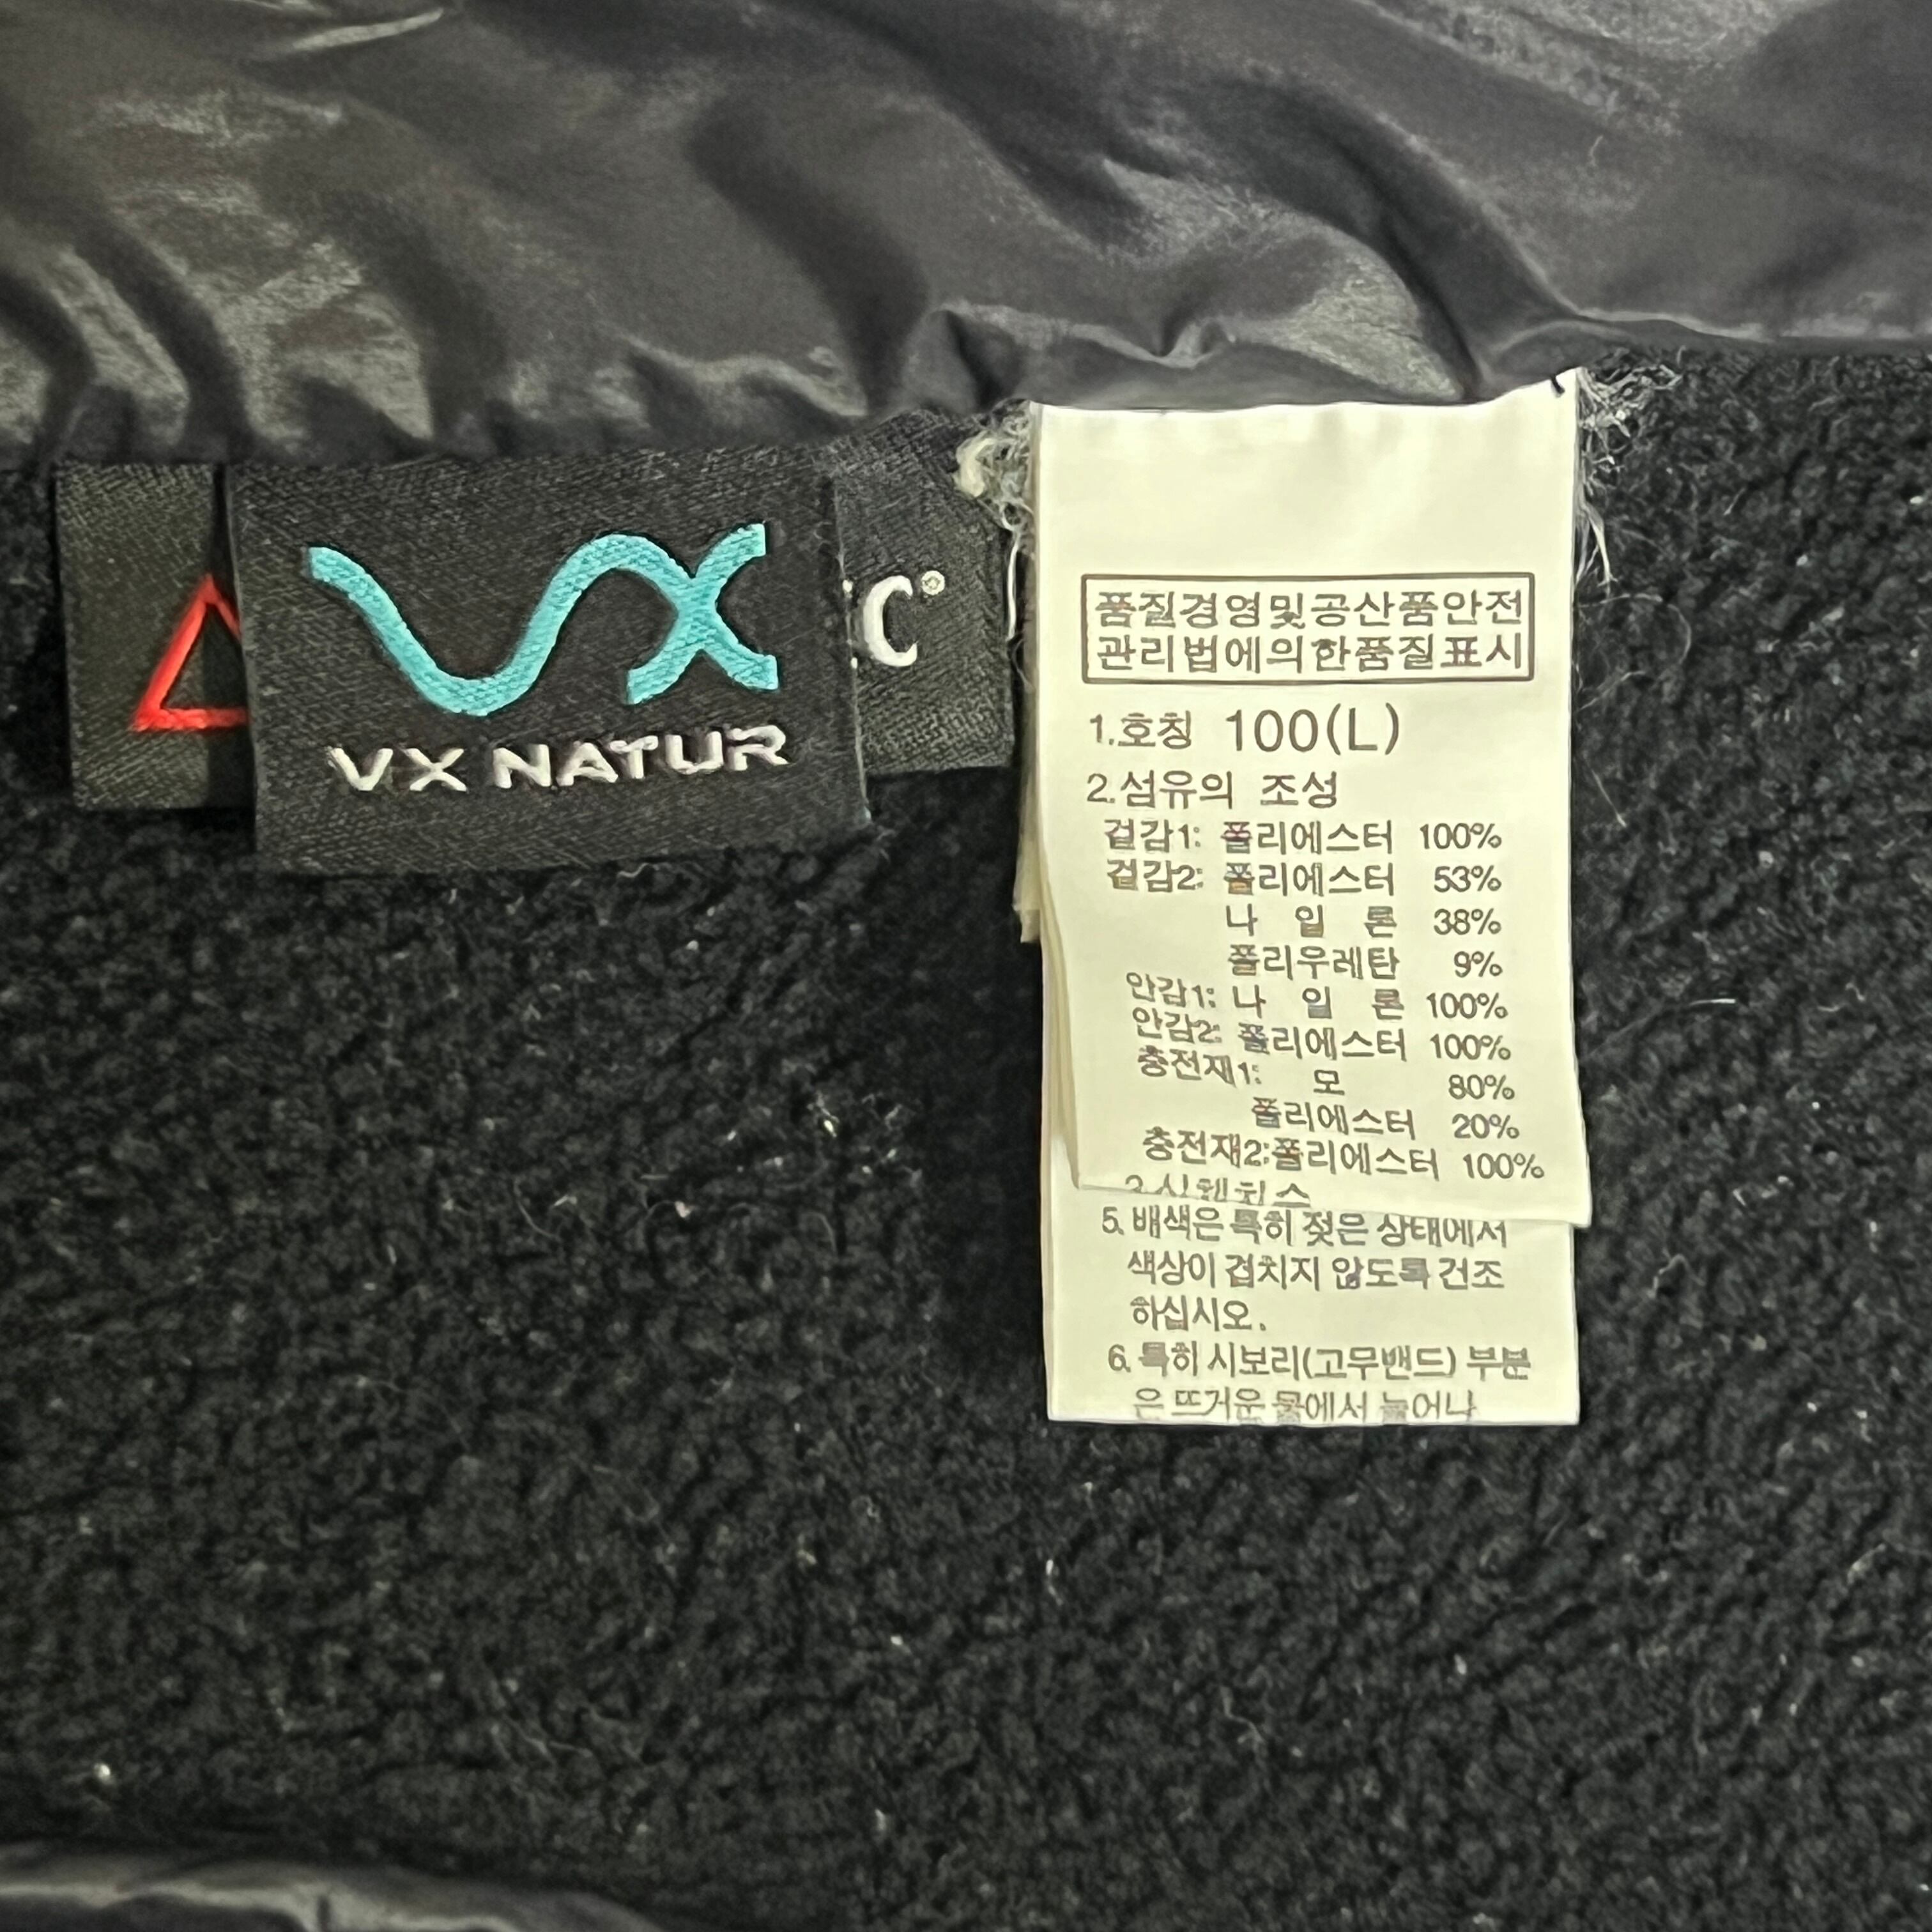 VX NATUR
C
품질경영및공산품안전
관리법에의한품질표시
1.호칭 100(L)
2.섬유의 조성
겉감1: 폴리에스터 100%
겉감2: 폴리에스터 53%
나 일 론 38%
폴리우레탄 9%
안감1: 나 일 론 100%
안감2: 폴리에스터 100%
충전재1: 모 80%
폴리에스터 20%
충전재2:폴리에스터 100%
5. 배색은 특히 젖은 상태에서
색상이 겹치지 않도록 건조
하십시오.
6. 특히 시보리(고무밴드) 부분
은 뜨거운 물에서 늘어나